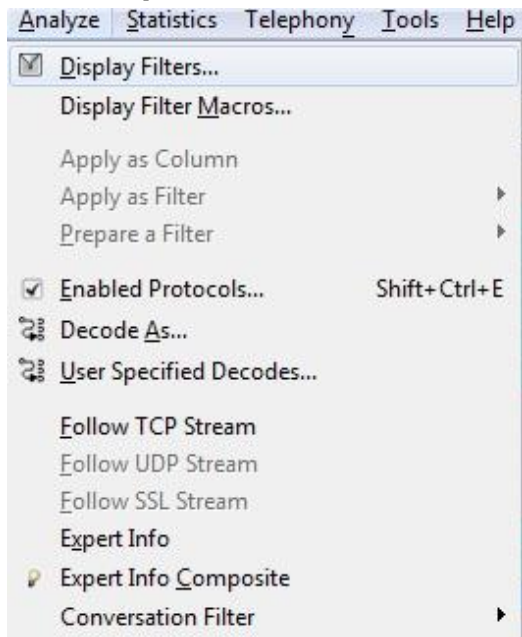 Analyze Statistics Telephony Tools Help
Display Filters...
Display Filter Macros...
Apply as Column
Apply as Filter
Prepare a Filter
Enabled Protocols... Shift+Ctrl+E
Decode As...
User Specified Decodes...
Follow TCP Stream
Follow UDP Stream
Follow SSL Stream
Expert Info
Expert Info Composite
Conversation Filter